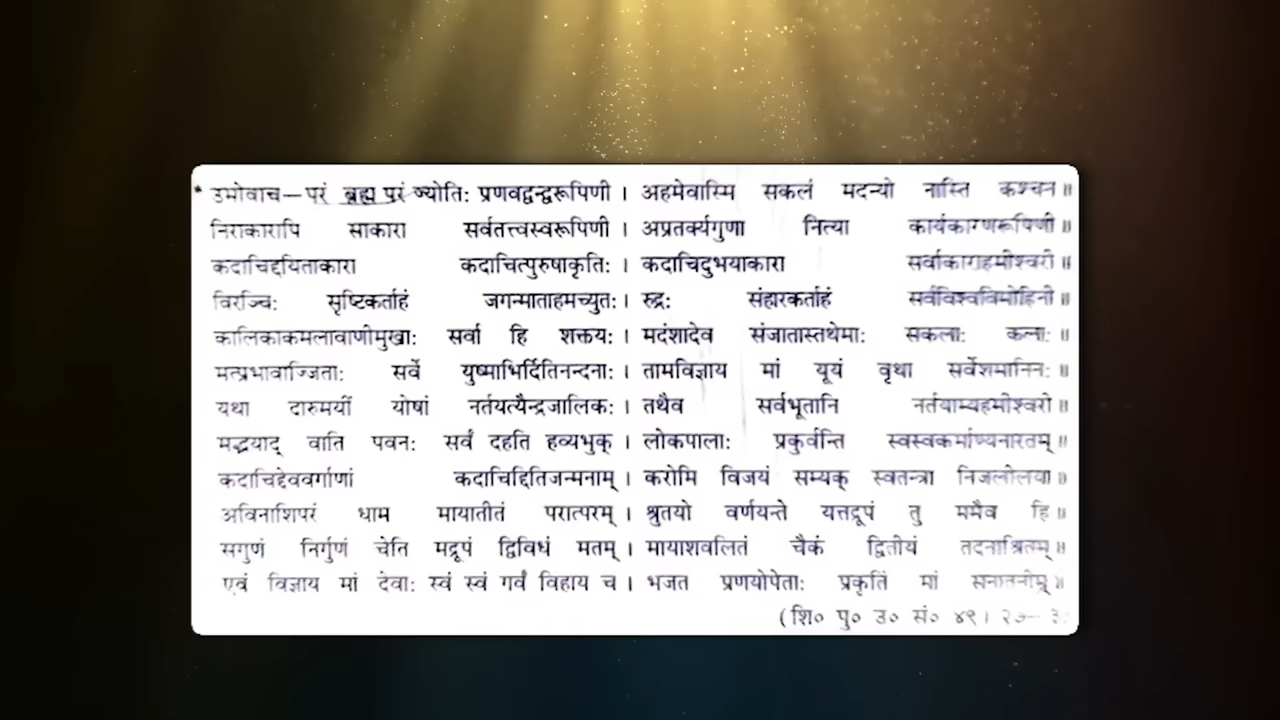 * उमोवाच—परं ब्रह्म परं ज्योतिः प्रणवद्वन्द्वरूपिणी । अहमेवास्मि सकलं मदन्यो नास्ति कश्चन॥
निराकारापि साकारा सर्वतत्त्वस्वरूपिणी । अप्रतर्क्यगुणा नित्या कार्यकारणरूपिणी॥
कदाचिद्दयिताकारा कदाचित्पुरुषाकृतिः । कदाचिदुभयाकारा सर्वाकाराहमीश्वरी॥
विरञ्चिः सृष्टिकर्ताहं जगन्माताहमच्युतः । रुद्रः संहारकर्ताहं सर्वविश्वविमोहिनी॥
कालिकाकमलावाणीमुखाः सर्वा हि शक्तयः । मदंशादेव संजातास्तथेमाः सकलाः कलाः॥
मत्प्रभावाज्जिताः सर्वे युष्माभिर्दितिनन्दनाः । तामविज्ञाय मां यूयं वृथा सर्वेशमानिनः॥
यथा दारुमयीं योषां नर्तयत्यैन्द्रजालिकः । तथैव सर्वभूतानि नर्तयाम्यहमीश्वरी॥
मद्भयाद् वाति पवनः सर्वं दहति हव्यभुक् । लोकपालाः प्रकुर्वन्ति स्वस्वकर्माण्यनारतम्॥
कदाचिद्देववर्गाणां कदाचिद्दितिजन्मनाम् । करोमि विजयं सम्यक् स्वतन्त्रा निजलीलया॥
अविनाशिपरं धाम मायातीतं परात्परम् । श्रुतयो वर्णयन्ते यत्तद्रूपं तु ममैव हि॥
सगुणं निर्गुणं चेति मद्रूपं द्विविधं मतम् । मायाशवलितं चैकं द्वितीयं तदनाश्रितम्॥
एवं विज्ञाय मां देवाः स्वं स्वं गर्वं विहाय च । भजत प्रणयोपेताः प्रकृतिं मां सनातनीम्॥
(शि० पु० उ० सं० ४९। २७—